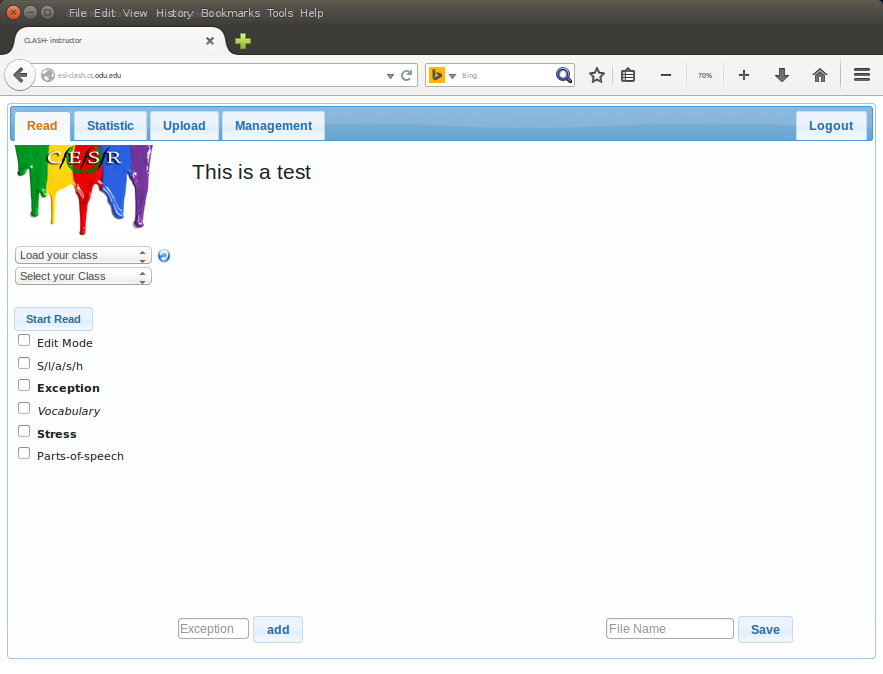 File Edit View History Bookmarks Tools Help
CLASH- instructor
esl-clash.cs.odu.edu
Bing
70%
Read Statistic Upload Management Logout
C/E/S/R
This is a test
Load your class
Select your Class
Start Read
Edit Mode
S/l/a/s/h
Exception
Vocabulary
Stress
Parts-of-speech
Exception add File Name Save